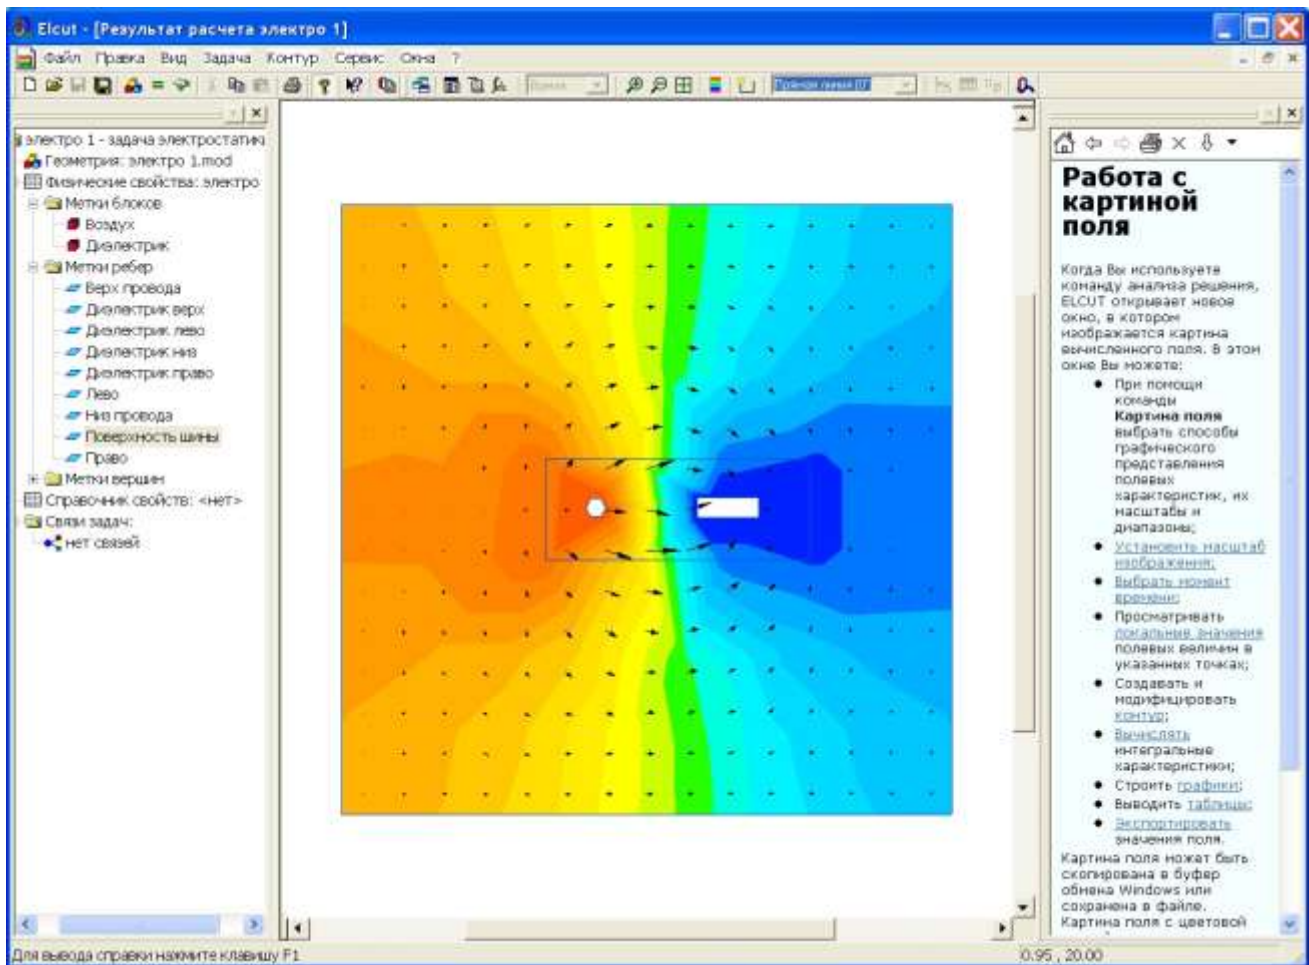 Elcut - [Результат расчета электро 1]
Файл Правка Вид Задача Контур Сервис Окна ?
Прямая линия (0°)
электро 1 - задача электростатик
Геометрия: электро 1.mod
Физические свойства: электро
Метки блоков
Воздух
Диэлектрик
Метки ребер
Верх провода
Диэлектрик верх
Диэлектрик лево
Диэлектрик низ
Диэлектрик право
Лево
Низ провода
Поверхность шины
Право
Метки вершин
Справочник свойств: <нет>
Связи задач:
нет связей
Работа с
картиной
поля
Когда Вы используете
команду анализа решения,
ELCUT открывает новое
окно, в котором
изображается картина
вычисленного поля. В этом
окне Вы можете:
При помощи
команды
Картина поля
выбрать способы
графического
представления
полевых
характеристик, их
масштабы и
диапазоны;
Установить масштаб
изображения;
Выбрать момент
времени;
Просматривать
локальные значения
полевых величин в
указанных точках;
Создавать и
модифицировать
контур;
Вычислять
интегральные
характеристики;
Строить графики;
Выводить таблицы;
Экспортировать
значения поля.
Картина поля может быть
скопирована в буфер
обмена Windows или
сохранена в файле.
Картина поля с цветовой
Для вывода справки нажмите клавишу F1
0.95 , 20.00